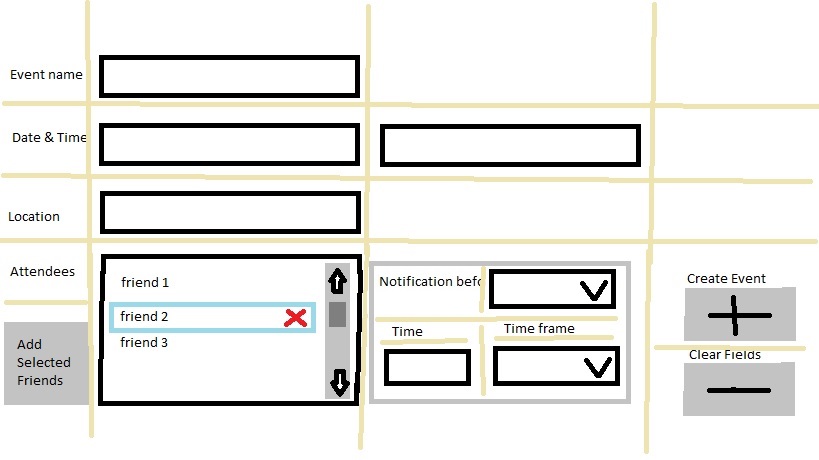 Event name
Date & Time
Location
Attendees
friend 1
friend 2
friend 3
Add
Selected
Friends
Notification befo
Time
Time frame
Create Event
Clear Fields